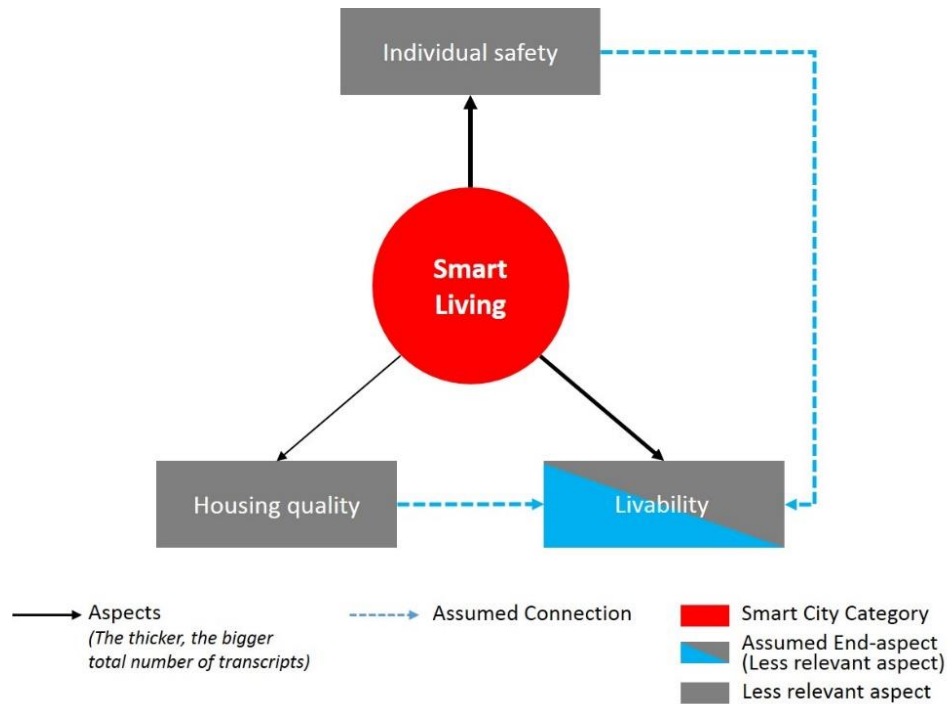 Individual safety
Smart
Living
Housing quality
Livability
Aspects
(The thicker, the bigger
total number of transcripts)
Assumed Connection
Smart City Category
Assumed End-aspect
(Less relevant aspect)
Less relevant aspect